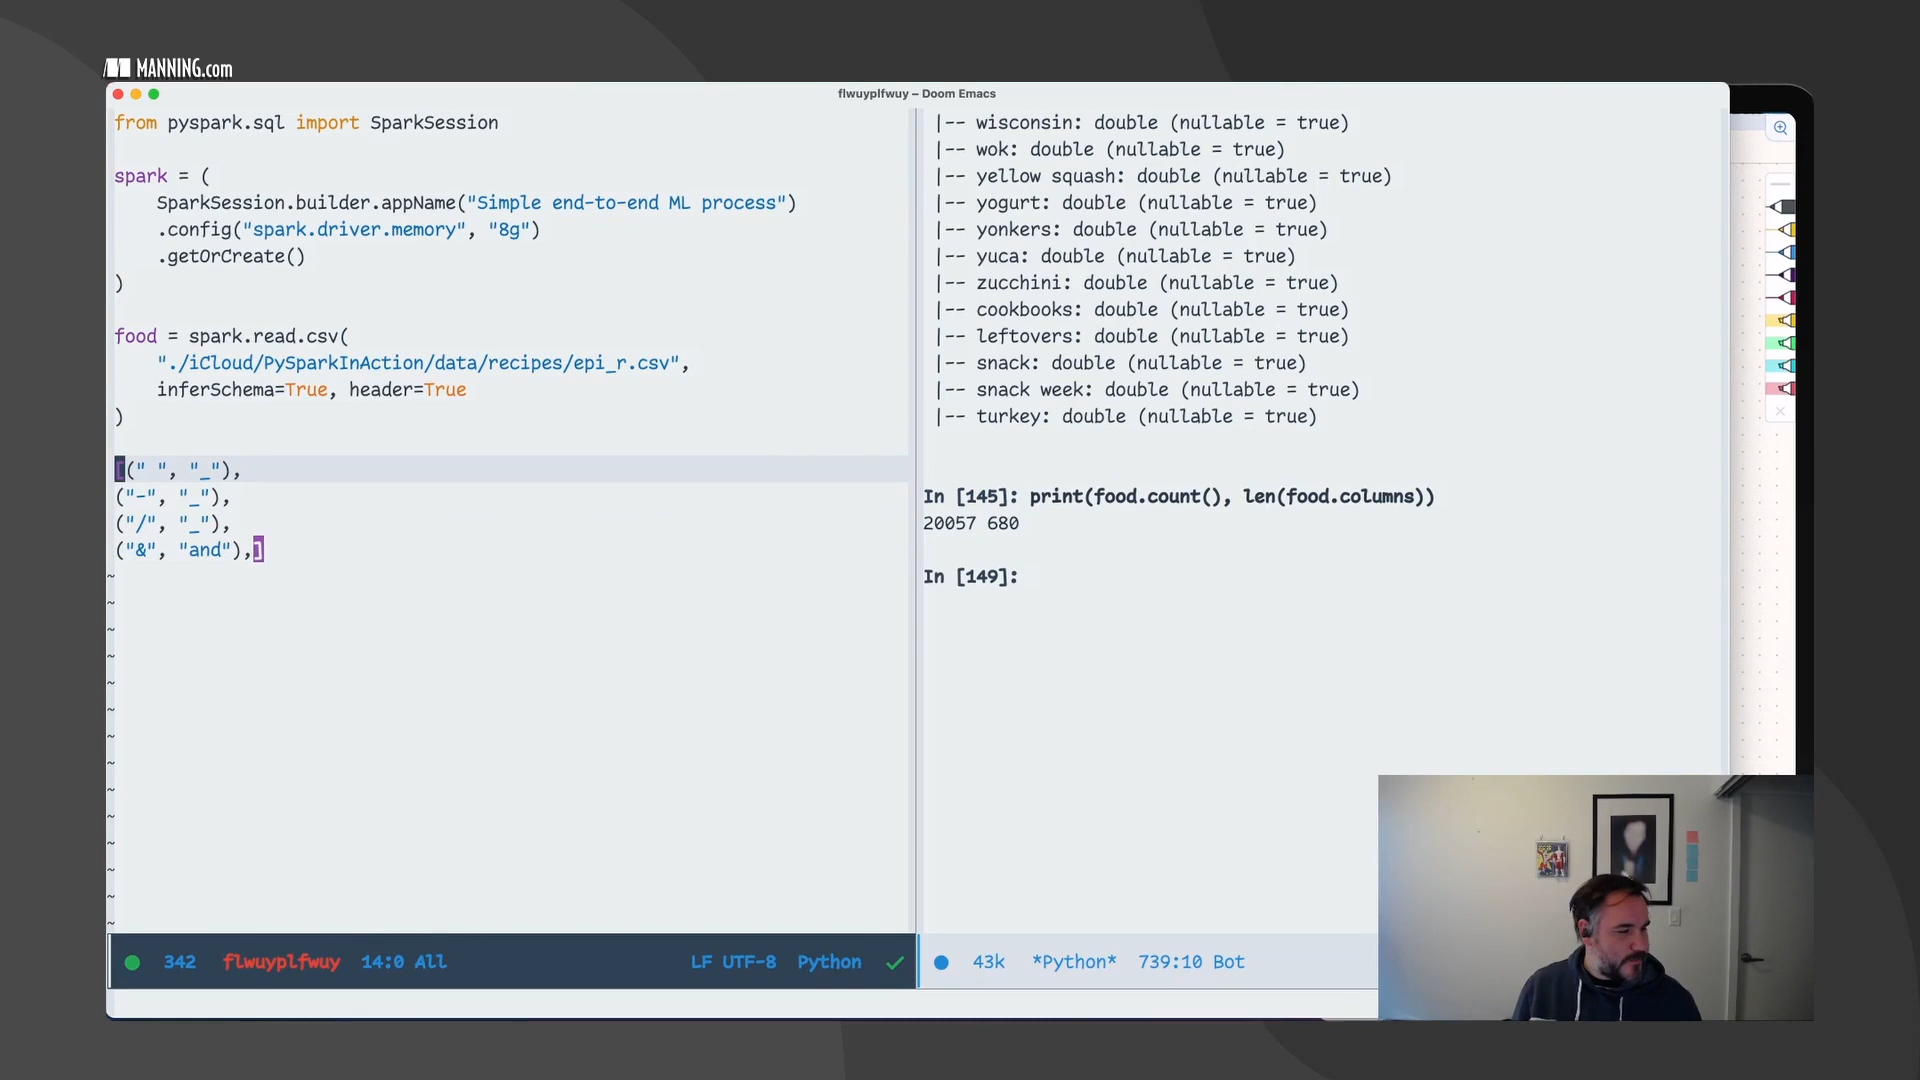 MANNING.com
flwuyplfwuy – Doom Emacs
from pyspark.sql import SparkSession
spark = (
SparkSession.builder.appName("Simple end-to-end ML process")
.config("spark.driver.memory", "8g")
.getOrCreate()
)
food = spark.read.csv(
"./iCloud/PySparkInAction/data/recipes/epi_r.csv",
inferSchema=True, header=True
)
[(" ", "_"),
("-", "_"),
("/", "_"),
("&", "and"),]
~
~
~
~
~
~
~
~
~
~
~
~
~
~
342 flwuyplfwuy 14:0 All LF UTF-8 Python
|-- wisconsin: double (nullable = true)
|-- wok: double (nullable = true)
|-- yellow squash: double (nullable = true)
|-- yogurt: double (nullable = true)
|-- yonkers: double (nullable = true)
|-- yuca: double (nullable = true)
|-- zucchini: double (nullable = true)
|-- cookbooks: double (nullable = true)
|-- leftovers: double (nullable = true)
|-- snack: double (nullable = true)
|-- snack week: double (nullable = true)
|-- turkey: double (nullable = true)
In [145]: print(food.count(), len(food.columns))
20057 680
In [149]:
43k *Python* 739:10 Bot